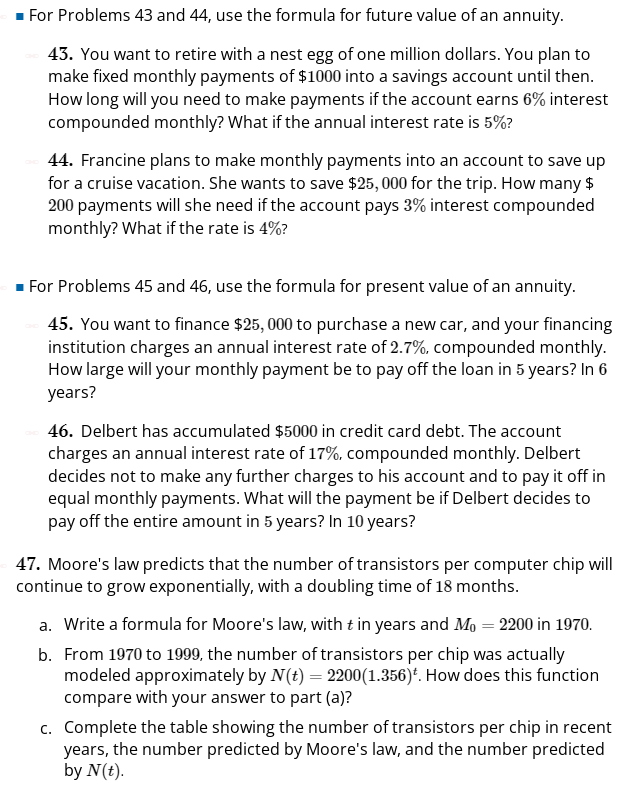 ■ For Problems 43 and 44, use the formula for future value of an annuity.
43. You want to retire with a nest egg of one million dollars. You plan to
make fixed monthly payments of $1000 into a savings account until then.
How long will you need to make payments if the account earns 6% interest
compounded monthly? What if the annual interest rate is 5%?
44. Francine plans to make monthly payments into an account to save up
for a cruise vacation. She wants to save $25, 000 for the trip. How many $
200 payments will she need if the account pays 3% interest compounded
monthly? What if the rate is 4%?
■ For Problems 45 and 46, use the formula for present value of an annuity.
45. You want to finance $25, 000 to purchase a new car, and your financing
institution charges an annual interest rate of 2.7%, compounded monthly.
How large will your monthly payment be to pay off the loan in 5 years? In 6
years?
46. Delbert has accumulated $5000 in credit card debt. The account
charges an annual interest rate of 17%, compounded monthly. Delbert
decides not to make any further charges to his account and to pay it off in
equal monthly payments. What will the payment be if Delbert decides to
pay off the entire amount in 5 years? In 10 years?
47. Moore's law predicts that the number of transistors per computer chip will
continue to grow exponentially, with a doubling time of 18 months.
a. Write a formula for Moore's law, with t in years and M₀ = 2200 in 1970.
b. From 1970 to 1999, the number of transistors per chip was actually
modeled approximately by N(t) = 2200(1.356)ᵗ. How does this function
compare with your answer to part (a)?
c. Complete the table showing the number of transistors per chip in recent
years, the number predicted by Moore's law, and the number predicted
by N(t).